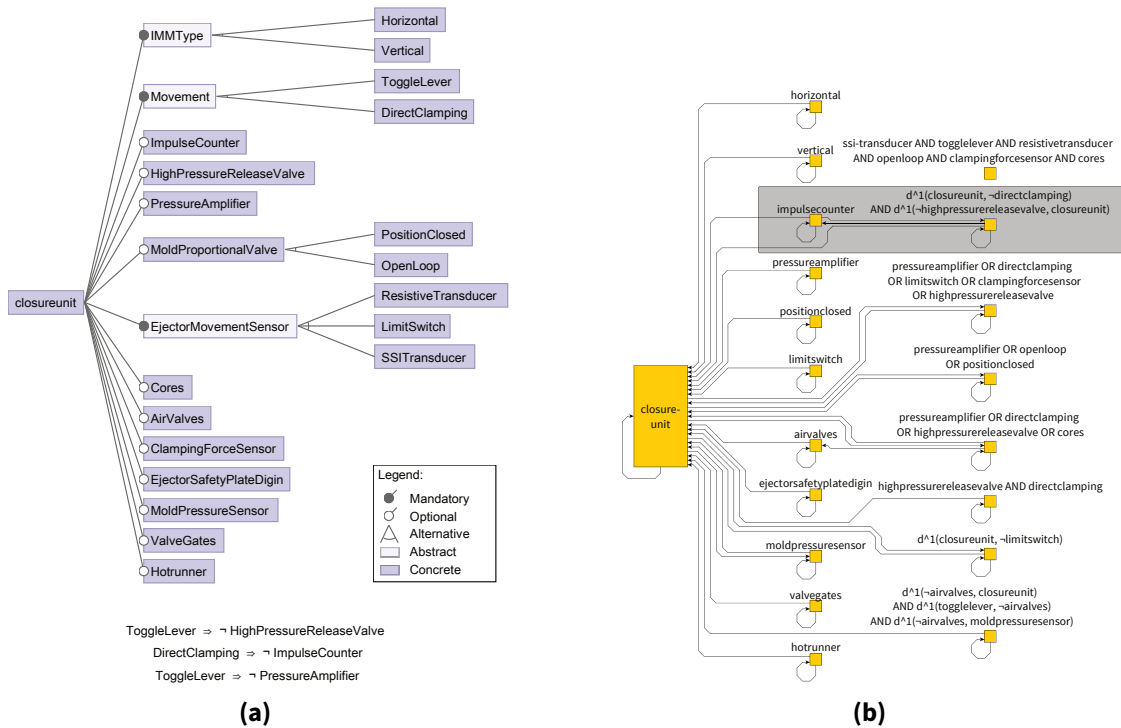 IMMType
Horizontal
Vertical
Movement
ToggleLever
DirectClamping
ImpulseCounter
HighPressureReleaseValve
PressureAmplifier
MoldProportionalValve
PositionClosed
OpenLoop
closureunit
EjectorMovementSensor
ResistiveTransducer
LimitSwitch
SSITransducer
Cores
AirValves
ClampingForceSensor
EjectorSafetyPlateDigin
MoldPressureSensor
ValveGates
Hotrunner
Legend:
Mandatory
Optional
Alternative
Abstract
Concrete
ToggleLever ⇒ ¬ HighPressureReleaseValve
DirectClamping ⇒ ¬ ImpulseCounter
ToggleLever ⇒ ¬ PressureAmplifier
(a)
horizontal
vertical
ssi-transducer AND togglelever AND resistivetransducer
AND openloop AND clampingforcesensor AND cores
impulsecounter
d^1(closureunit, ¬directclamping)
AND d^1(¬highpressurereleasevalve, closureunit)
pressureamplifier
pressureamplifier OR directclamping
OR limitswitch OR clampingforcesensor
OR highpressurereleasevalve
positionclosed
limitswitch
pressureamplifier OR openloop
OR positionclosed
closure-
unit
airvalves
pressureamplifier OR directclamping
OR highpressurereleasevalve OR cores
ejectorsafetyplatedigin
highpressurereleasevalve AND directclamping
moldpressuresensor
d^1(closureunit, ¬limitswitch)
valvegates
d^1(¬airvalves, closureunit)
AND d^1(togglelever, ¬airvalves)
AND d^1(¬airvalves, moldpressuresensor)
hotrunner
(b)